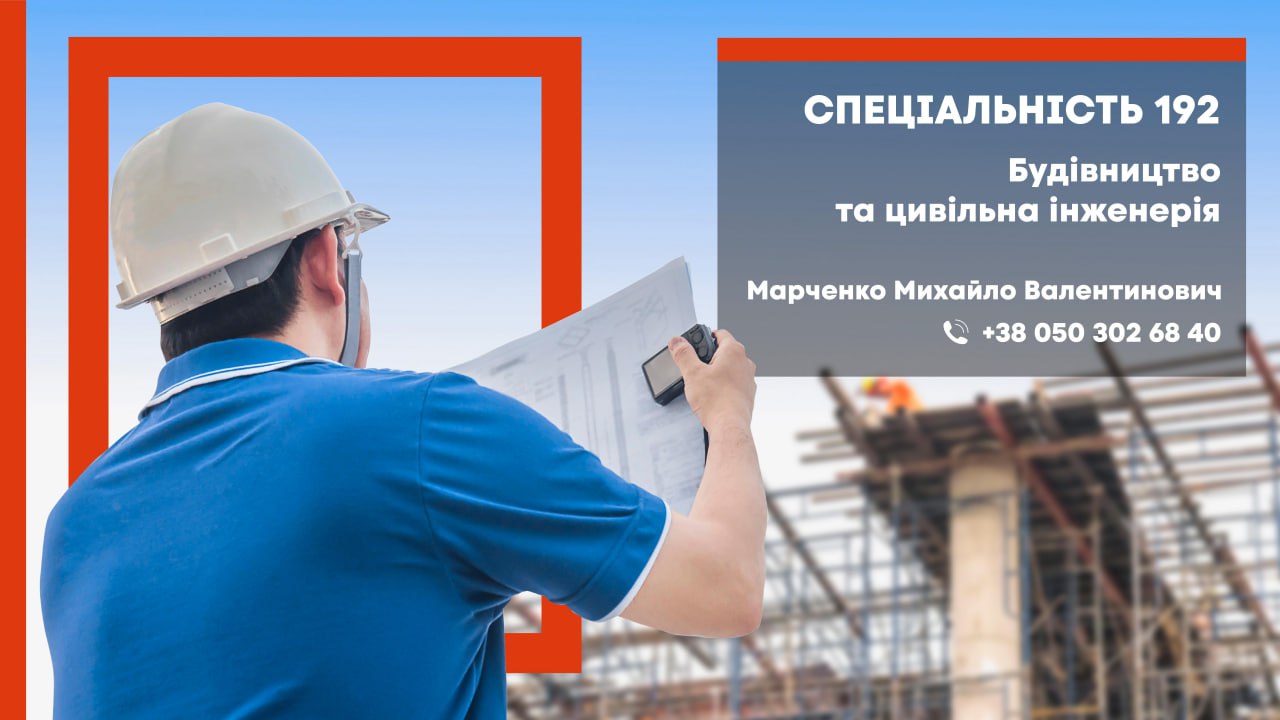 СПЕЦІАЛЬНІСТЬ 192
Будівництво
та цивільна інженерія
Марченко Михайло Валентинович
+38 050 302 68 40